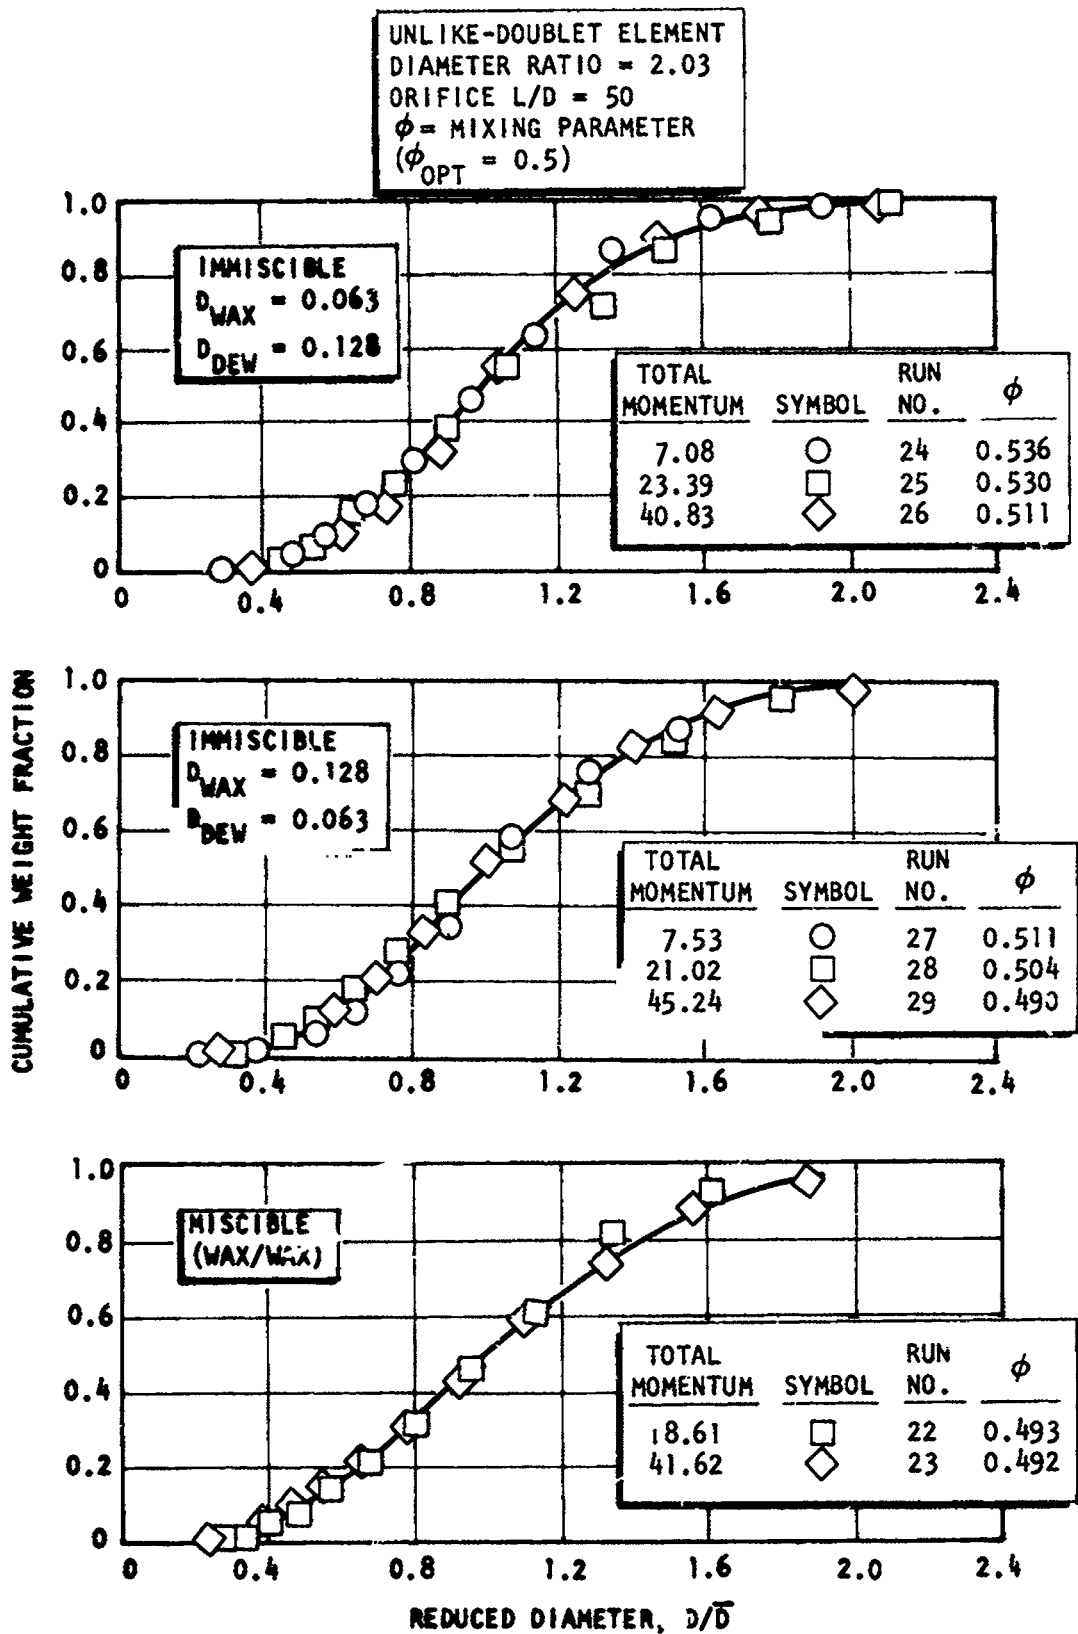 UNLIKE-DOUBLET ELEMENT
DIAMETER RATIO = 2.03
ORIFICE L/D = 50
ϕ = MIXING PARAMETER
(ϕOPT = 0.5)
1.0
0.8
0.6
0.4
0.2
0
IMMISCIBLE
DWAX = 0.063
DDEW = 0.128
TOTAL MOMENTUM SYMBOL RUN NO. ϕ
7.08 24 0.536
23.39 25 0.530
40.83 26 0.511
0 0.4 0.8 1.2 1.6 2.0 2.4
CUMULATIVE WEIGHT FRACTION
1.0
0.8
0.6
0.4
0.2
0
IMMISCIBLE
DWAX = 0.128
DDEW = 0.063
TOTAL MOMENTUM SYMBOL RUN NO. ϕ
7.53 27 0.511
21.02 28 0.504
45.24 29 0.490
0 0.4 0.8 1.2 1.6 2.0 2.4
1.0
0.8
0.6
0.4
0.2
0
MISCIBLE
(WAX/WAX)
TOTAL MOMENTUM SYMBOL RUN NO. ϕ
18.61 22 0.493
41.62 23 0.492
0 0.4 0.8 1.2 1.6 2.0 2.4
REDUCED DIAMETER, D/D̅